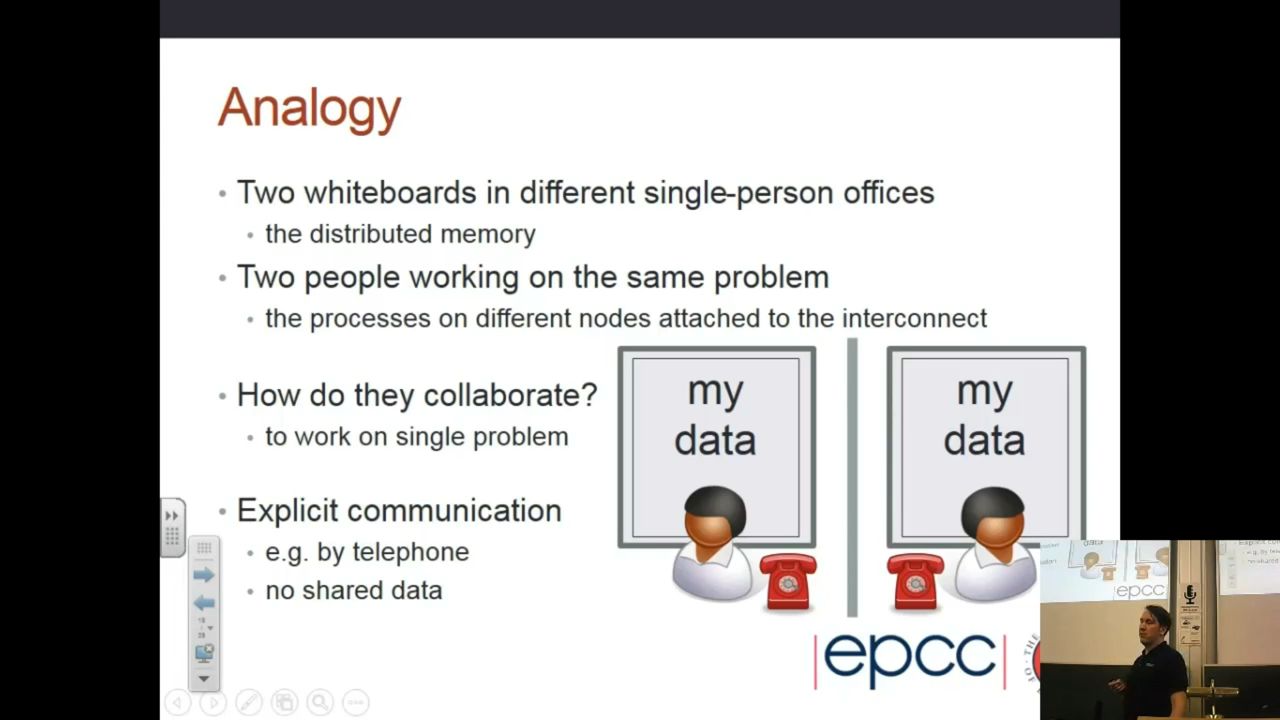 Analogy
• Two whiteboards in different single-person offices
• the distributed memory
• Two people working on the same problem
• the processes on different nodes attached to the interconnect
• How do they collaborate?
• to work on single problem
• Explicit communication
• e.g. by telephone
• no shared data
my
data
my
data
|epcc|